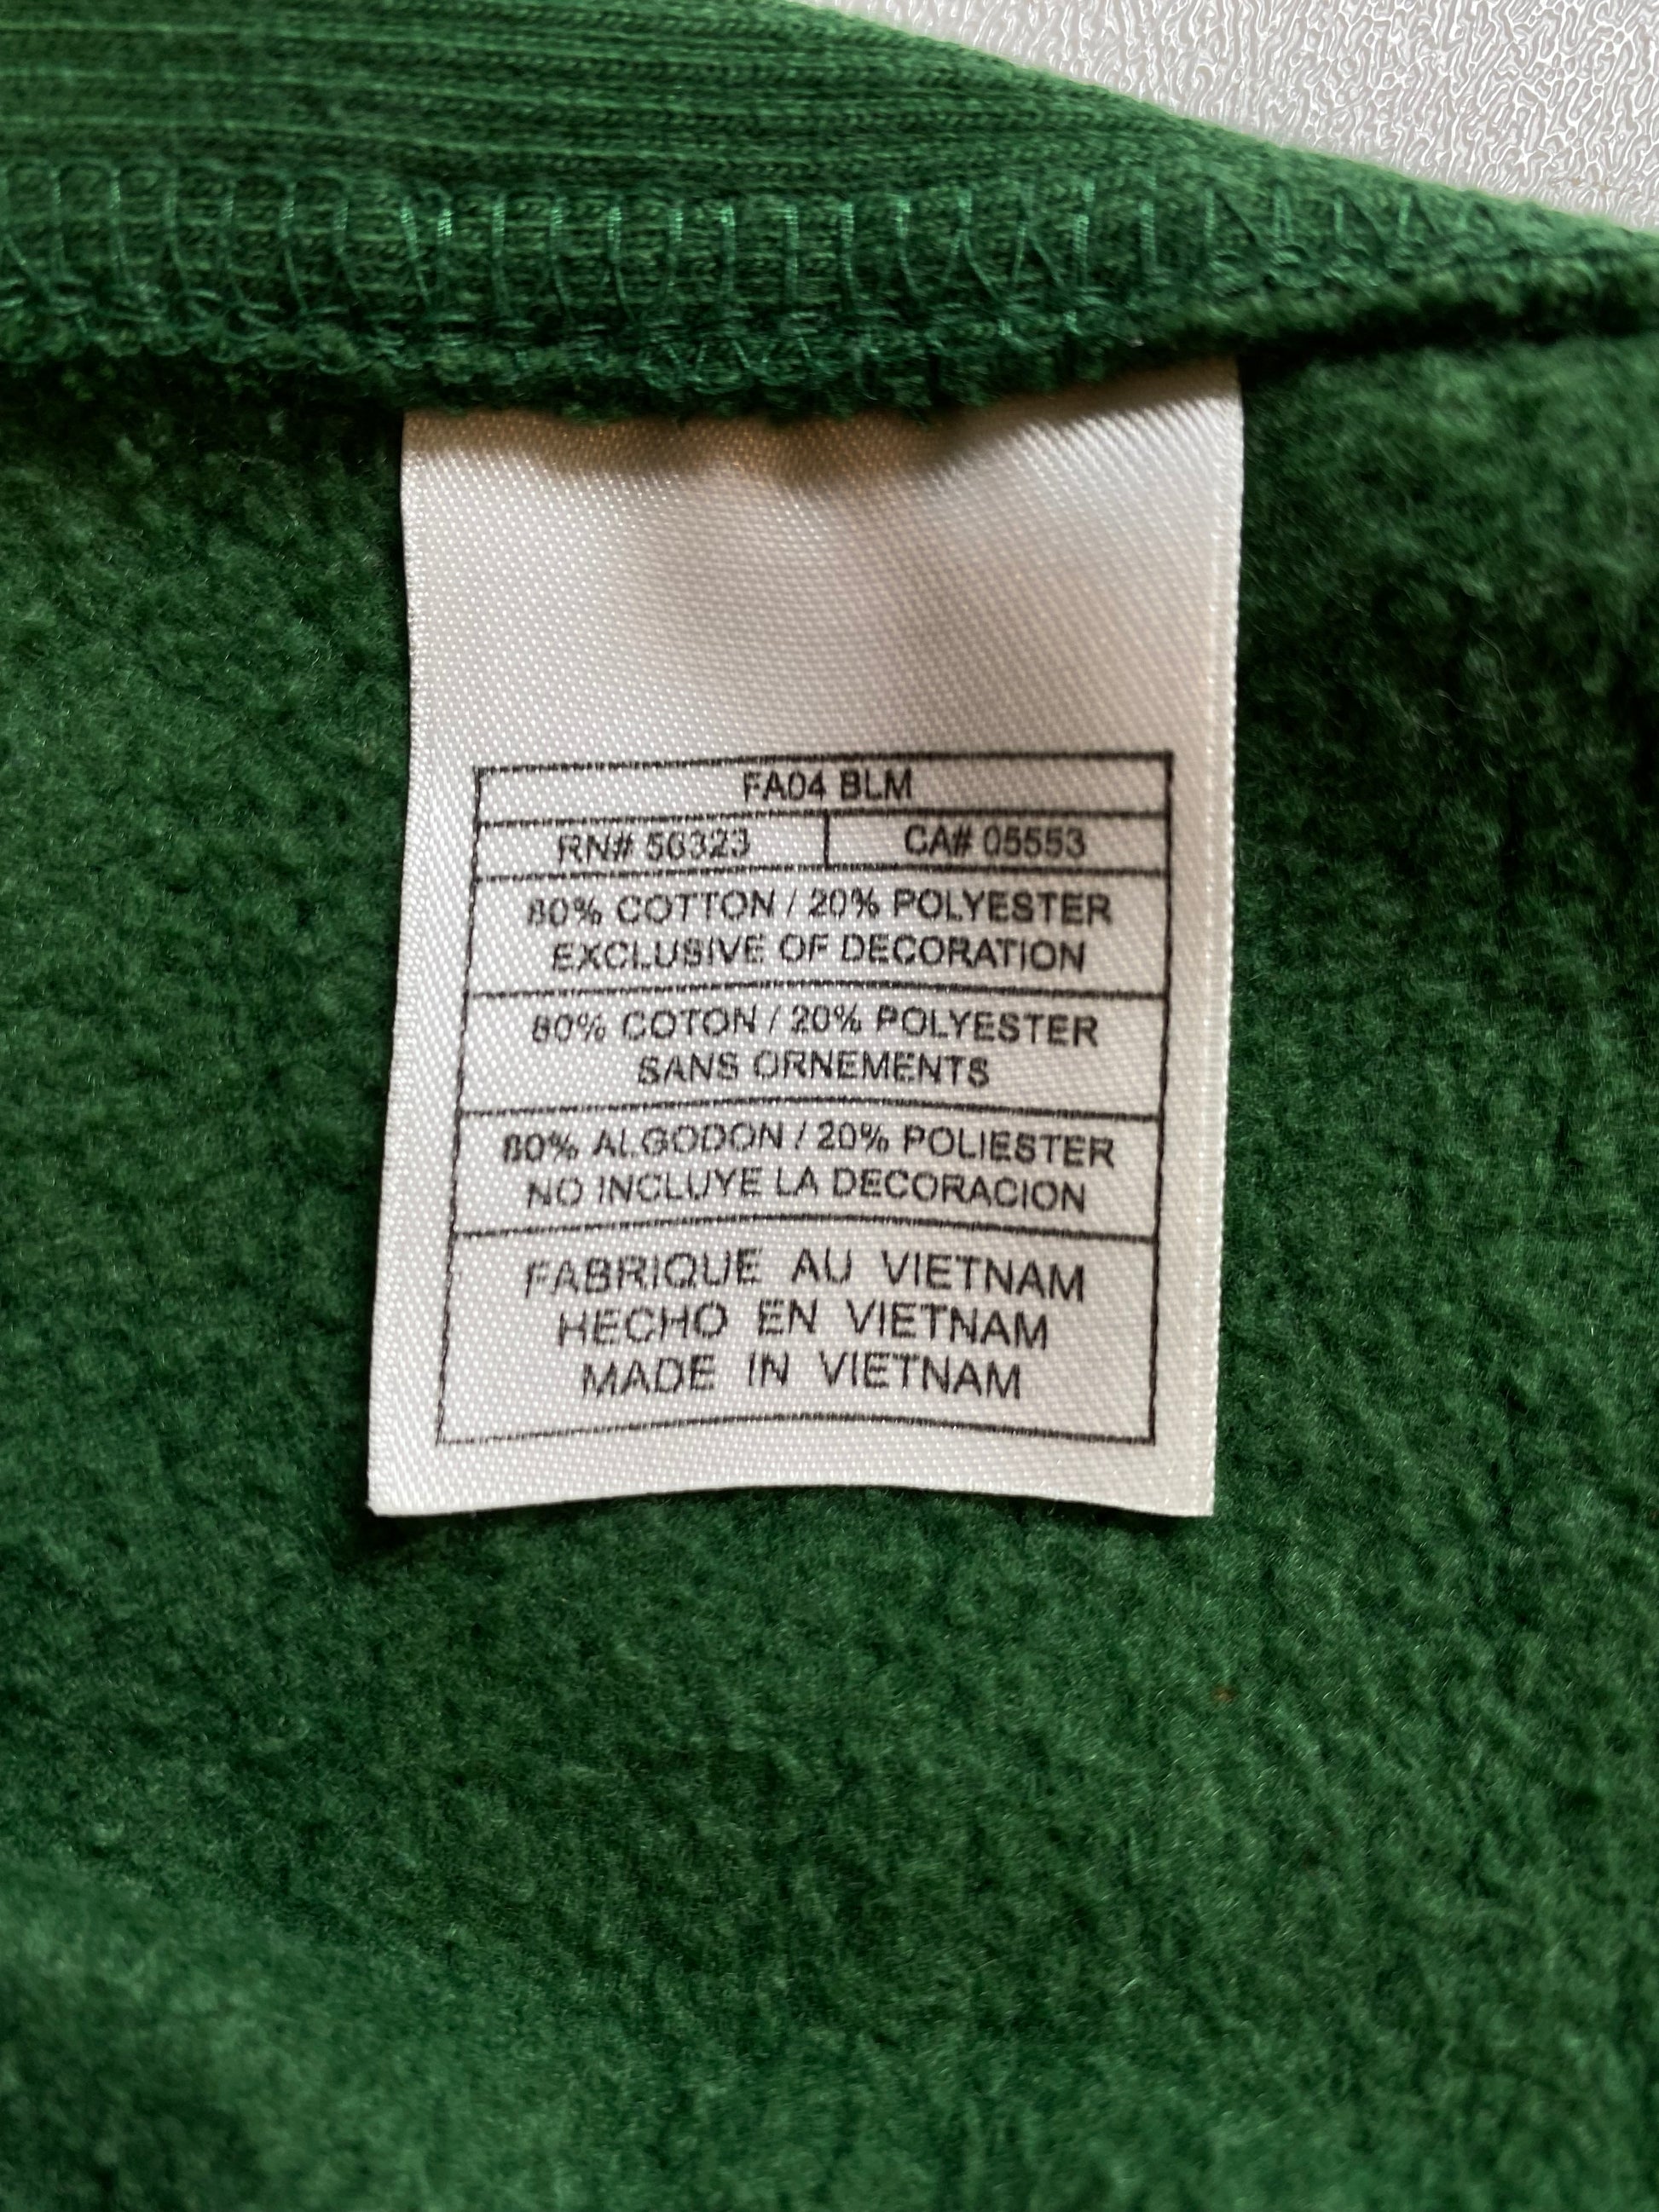 FA04 BLM
RN# 56323 CA# 05553
80% COTTON / 20% POLYESTER
EXCLUSIVE OF DECORATION
80% COTON / 20% POLYESTER
SANS ORNEMENTS
80% ALGODON / 20% POLIESTER
NO INCLUYE LA DECORACION
FABRIQUE AU VIETNAM
HECHO EN VIETNAM
MADE IN VIETNAM